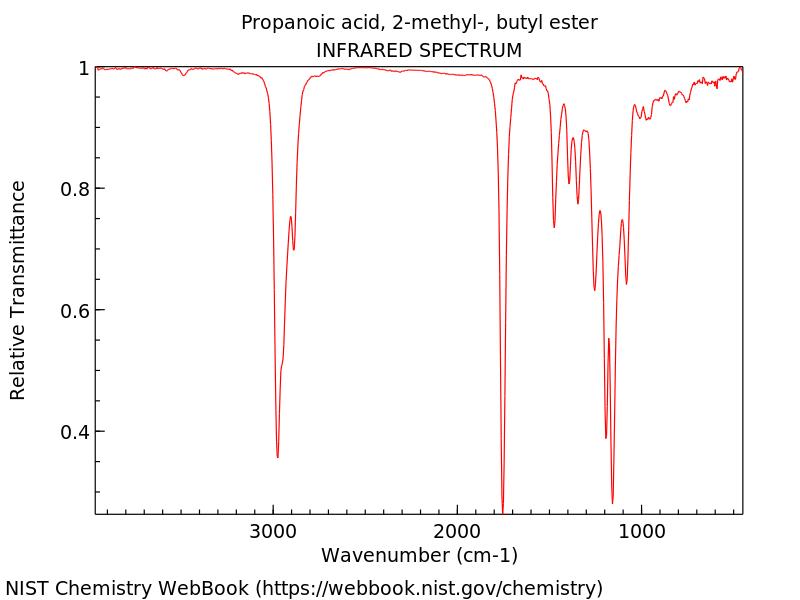 Propanoic acid, 2-methyl-, butyl ester
INFRARED SPECTRUM
1
0.8
0.6
0.4
Relative Transmittance
3000 2000 1000
Wavenumber (cm-1)
NIST Chemistry WebBook (https://webbook.nist.gov/chemistry)